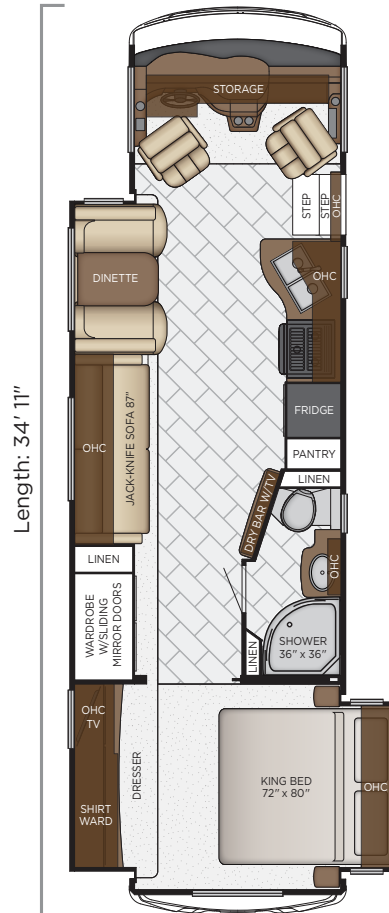 STORAGE
STEP
STEP
OHC
DINETTE
OHC
Length: 34' 11"
OHC
JACK-KNIFE SOFA 87"
FRIDGE
PANTRY
LINEN
DRY BAR W/TV
LINEN
OHC
WARDROBE
W/SLIDING
MIRROR DOORS
SHOWER
36" x 36"
LINEN
OHC
TV
DRESSER
KING BED
72" x 80"
OHC
SHIRT
WARD